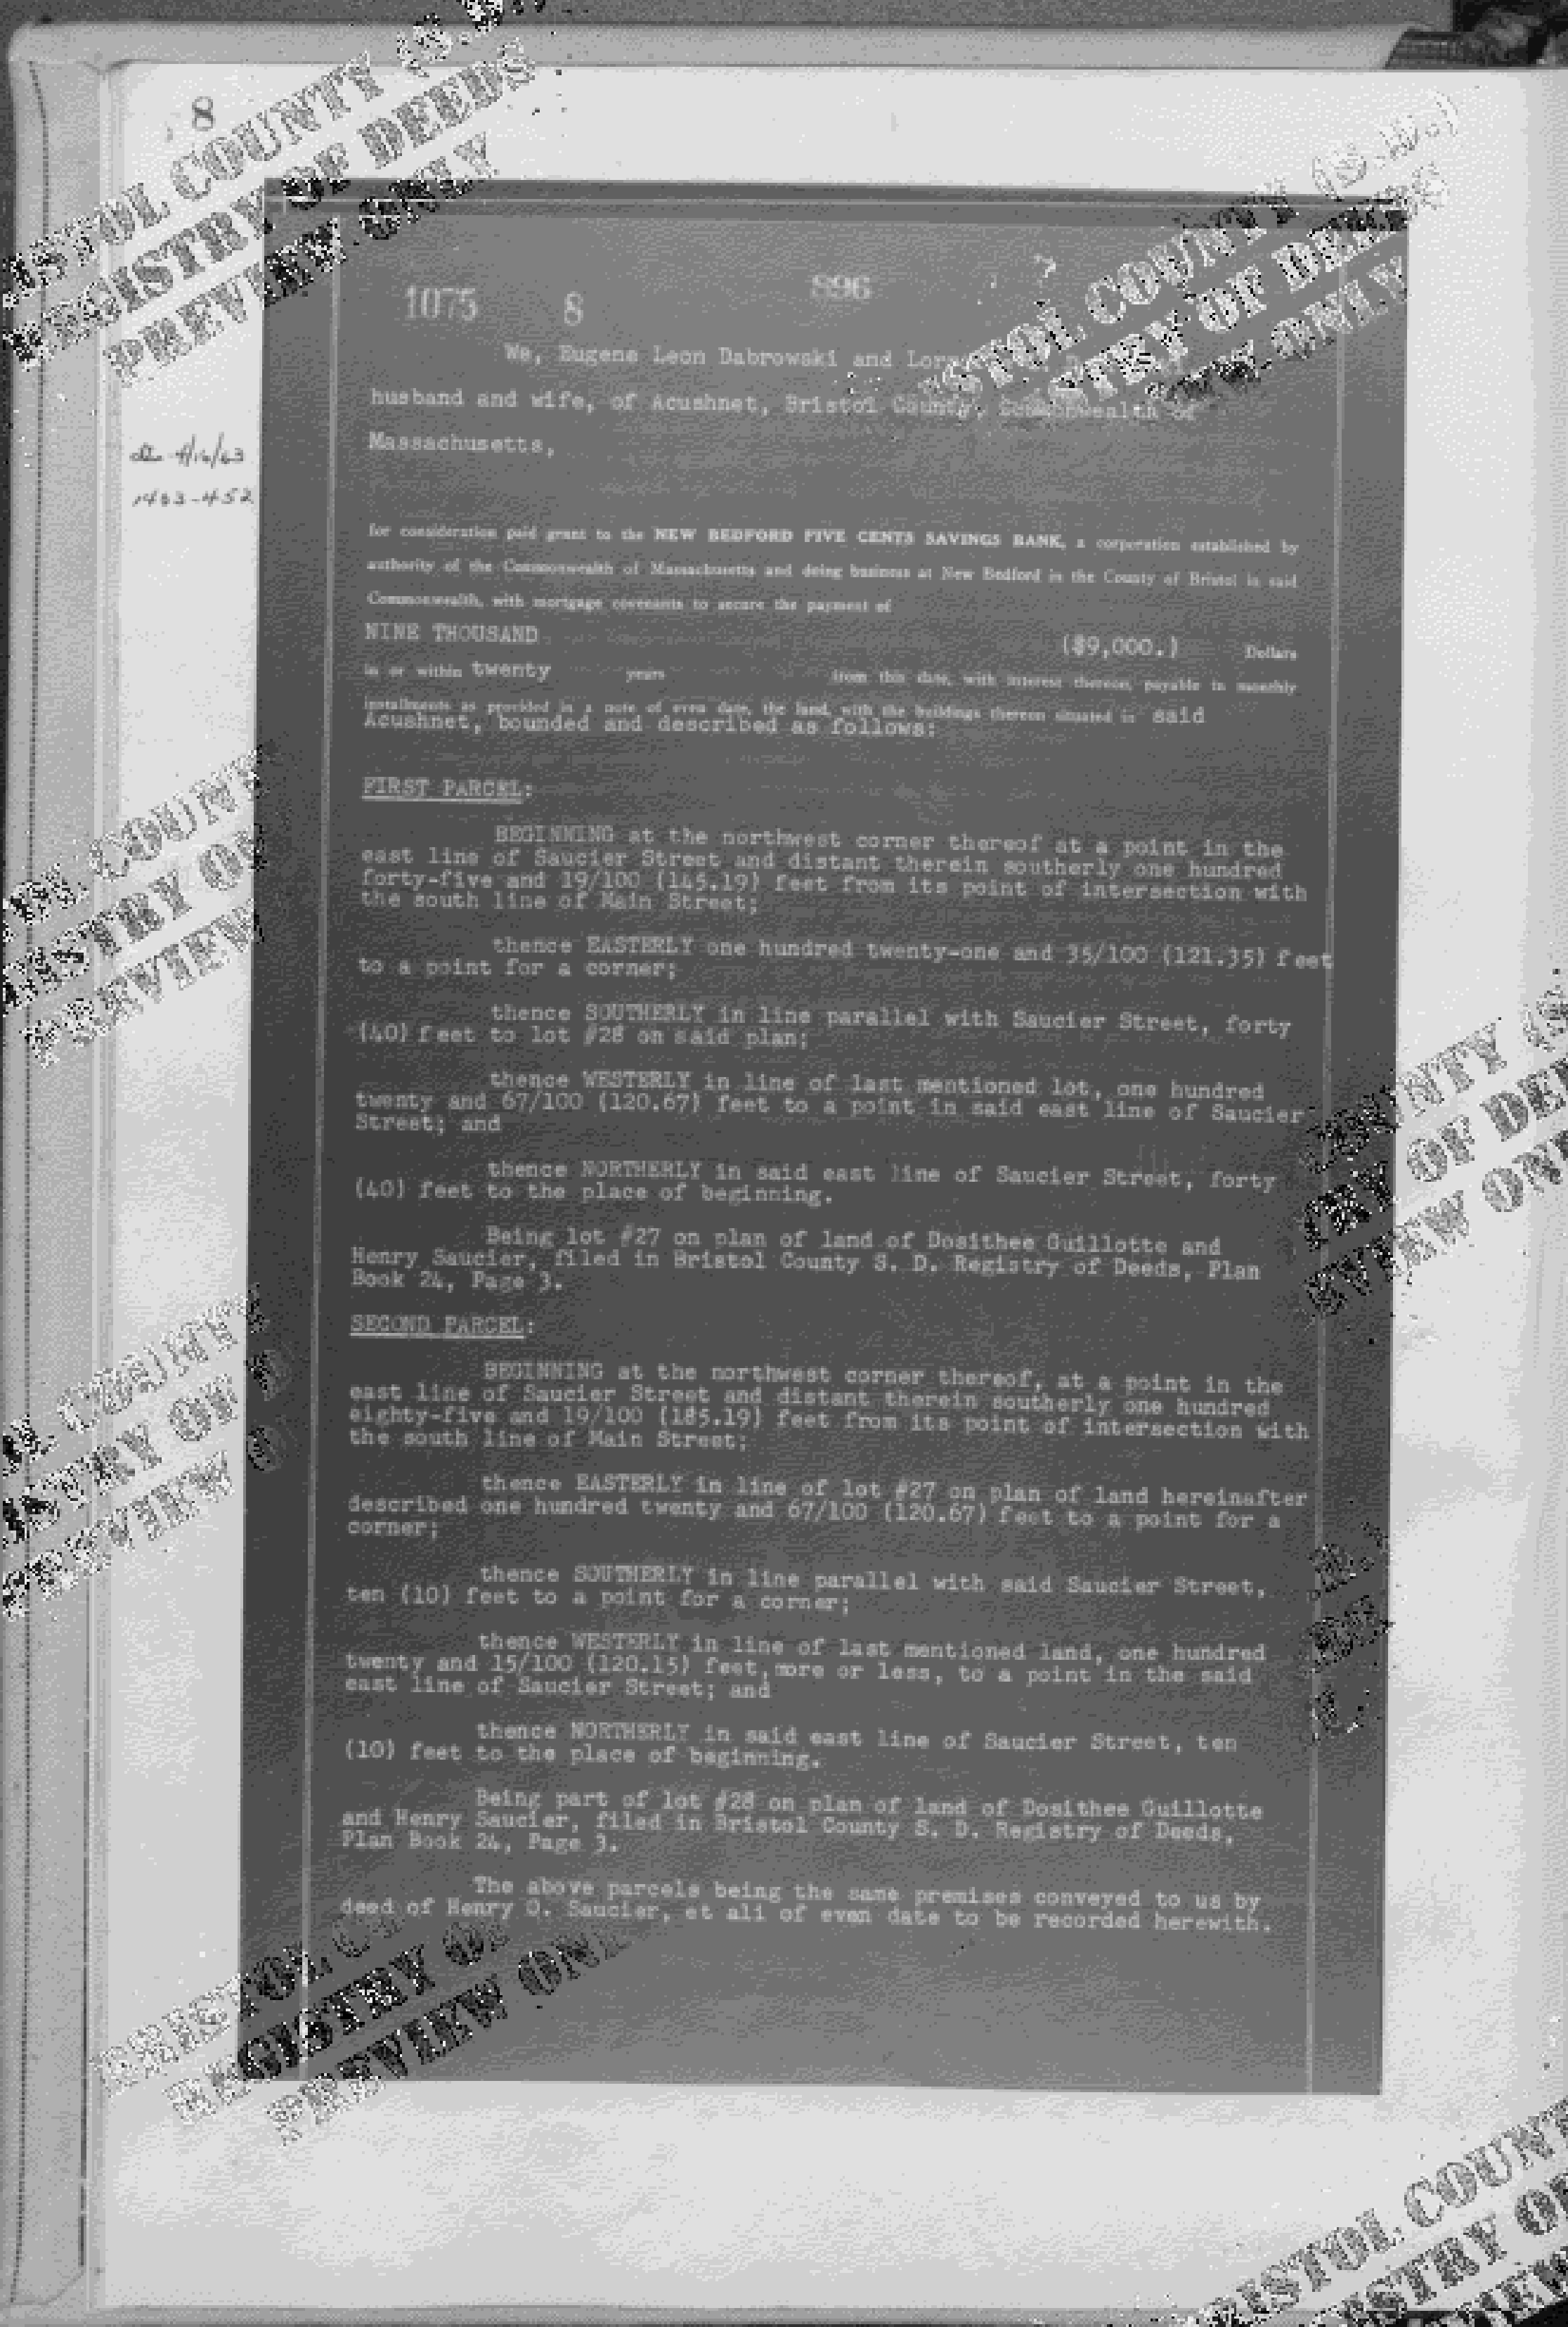 8
1075 8 896
We, Eugene Leon Dabrowski and
husband and wife, of Acushnet, Bristol County, Commonwealth of
Massachusetts,
4/16/63
1403-452
for consideration paid grant to the NEW BEDFORD FIVE CENTS SAVINGS BANK, a corporation established by
authority of the Commonwealth of Massachusetts and doing business at New Bedford in the County of Bristol in said
Commonwealth, with mortgage covenants to secure the payment of
NINE THOUSAND ($9,000.) Dollars
in or within twenty years from this date, with interest thereon, payable in monthly
installments as provided in a note of even date, the land, with the buildings thereon situated in said
Acushnet, bounded and described as follows:
FIRST PARCEL:
BEGINNING at the northwest corner thereof at a point in the
east line of Saucier Street and distant therein southerly one hundred
forty-five and 19/100 (145.19) feet from its point of intersection with
the south line of Main Street;
thence EASTERLY one hundred twenty-one and 35/100 (121.35) feet
to a point for a corner;
thence SOUTHERLY in line parallel with Saucier Street, forty
(40) feet to lot #28 on said plan;
thence WESTERLY in line of last mentioned lot, one hundred
twenty and 67/100 (120.67) feet to a point in said east line of Saucier
Street; and
thence NORTHERLY in said east line of Saucier Street, forty
(40) feet to the place of beginning.
Being lot #27 on plan of land of Dosithee Guillotte and
Henry Saucier, filed in Bristol County S. D. Registry of Deeds, Plan
Book 24, Page 3.
SECOND PARCEL:
BEGINNING at the northwest corner thereof, at a point in the
east line of Saucier Street and distant therein southerly one hundred
eighty-five and 19/100 (185.19) feet from its point of intersection with
the south line of Main Street;
thence EASTERLY in line of lot #27 on plan of land hereinafter
described one hundred twenty and 67/100 (120.67) feet to a point for a
corner;
thence SOUTHERLY in line parallel with said Saucier Street,
ten (10) feet to a point for a corner;
thence WESTERLY in line of last mentioned land, one hundred
twenty and 15/100 (120.15) feet, more or less, to a point in the said
east line of Saucier Street; and
thence NORTHERLY in said east line of Saucier Street, ten
(10) feet to the place of beginning.
Being part of lot #28 on plan of land of Dosithee Guillotte
and Henry Saucier, filed in Bristol County S. D. Registry of Deeds,
Plan Book 24, Page 3.
The above parcels being the same premises conveyed to us by
deed of Henry O. Saucier, et ali of even date to be recorded herewith.
BRISTOL COUNTY (S.D.)
REGISTRY OF DEEDS
PREVIEW ONLY